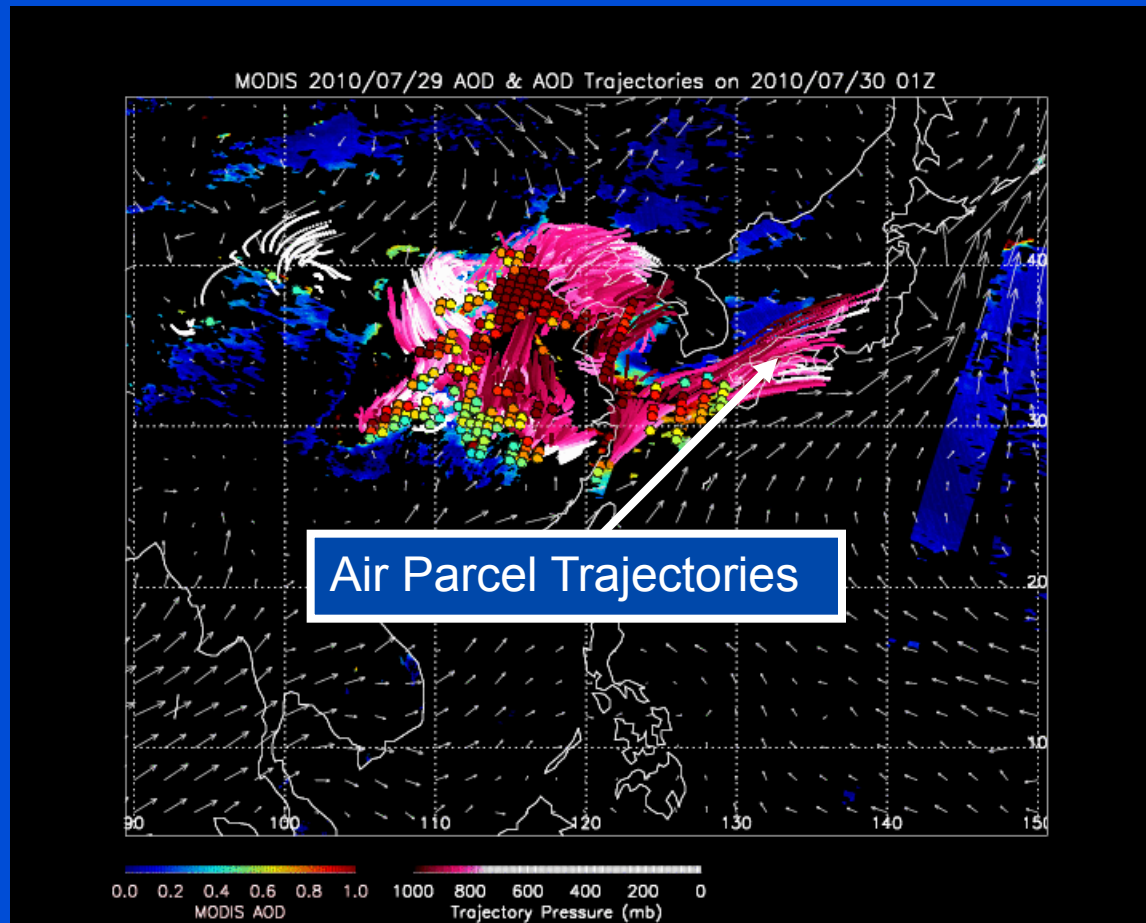 MODIS 2010/07/29 AOD & AOD Trajectories on 2010/07/30 01Z
40
30
Air Parcel Trajectories
20
10
90 100 110 120 130 140 150
0.0 0.2 0.4 0.6 0.8 1.0 1000 800 600 400 200 0
MODIS AOD Trajectory Pressure (mb)